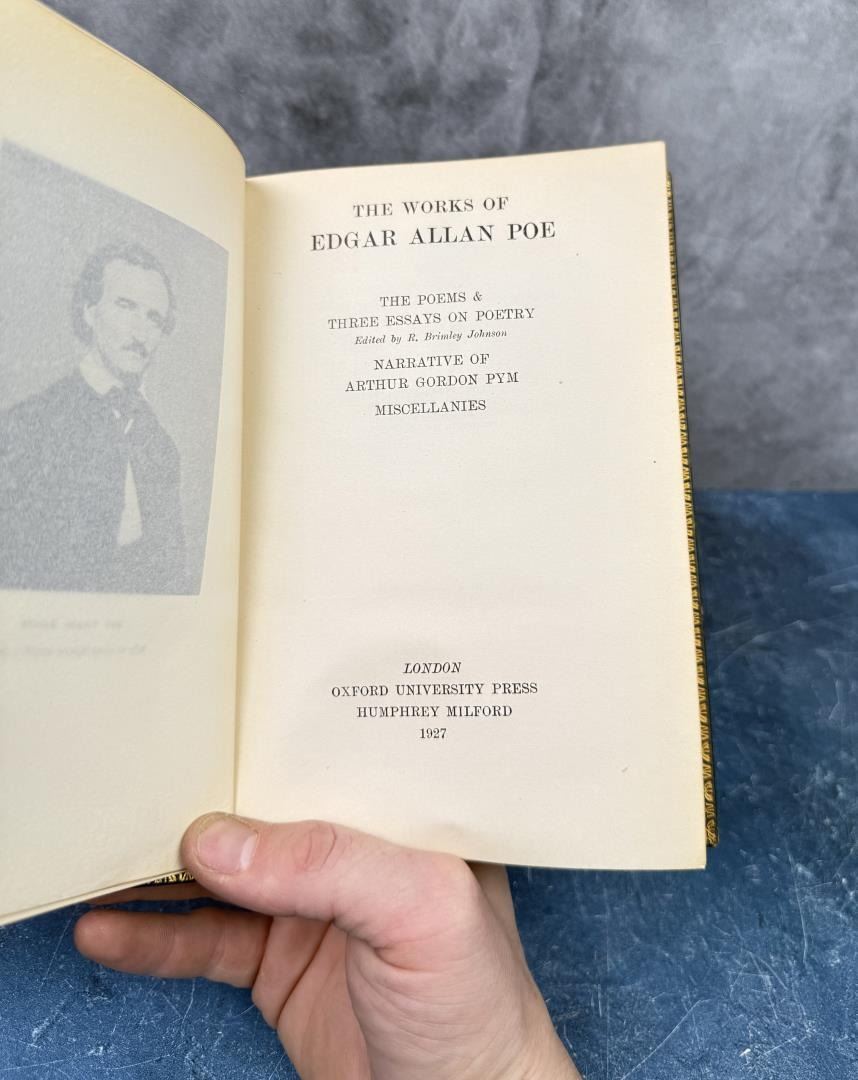 THE WORKS OF
EDGAR ALLAN POE
THE POEMS &
THREE ESSAYS ON POETRY
Edited by R. Brimley Johnson
NARRATIVE OF
ARTHUR GORDON PYM
MISCELLANIES
LONDON
OXFORD UNIVERSITY PRESS
HUMPHREY MILFORD
1927